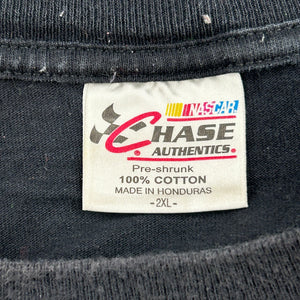 NASCAR.
CHASE
AUTHENTICS.
Pre-shrunk
100% COTTON
MADE IN HONDURAS
-2XL-